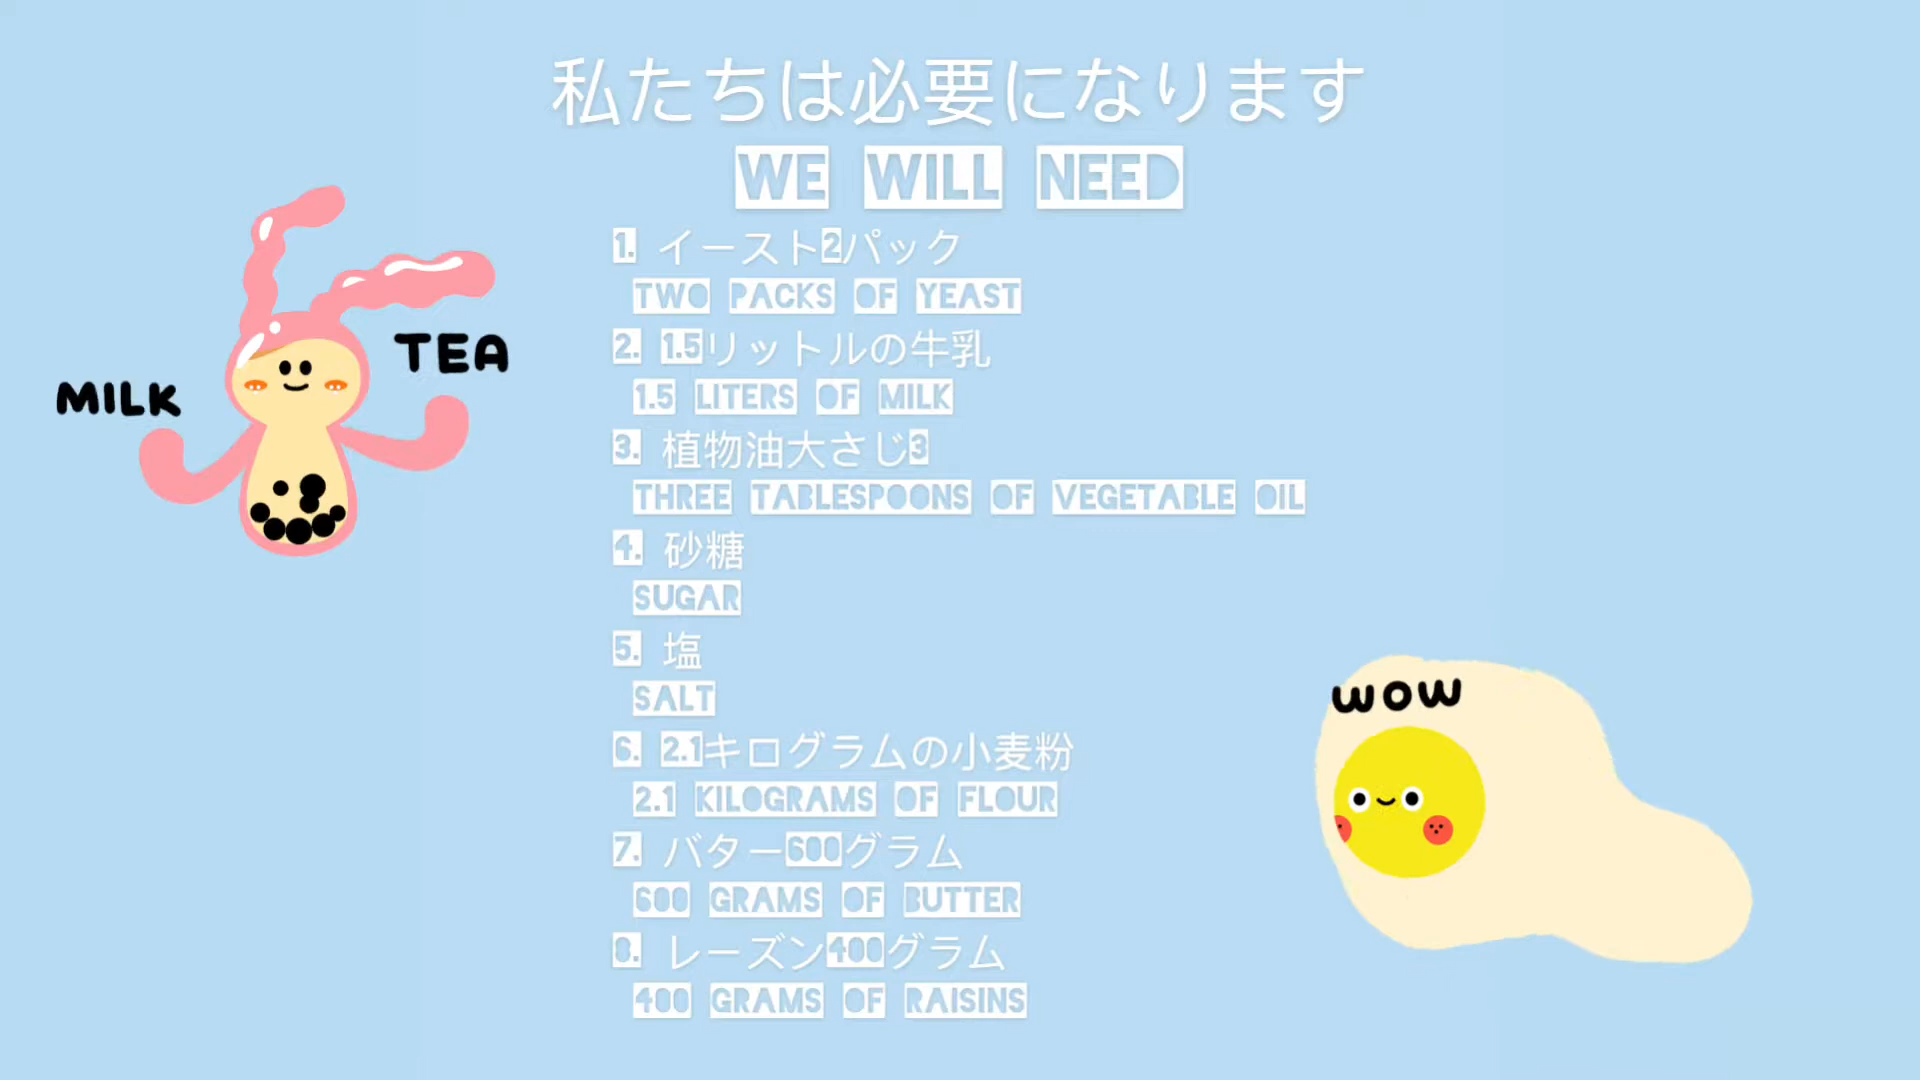 私たちは必要になります
WE WILL NEED
1. イースト2パック
TWO PACKS OF YEAST
2. 1.5リットルの牛乳
1.5 LITERS OF MILK
3. 植物油大さじ3
THREE TABLESPOONS OF VEGETABLE OIL
4. 砂糖
SUGAR
5. 塩
SALT
6. 2.1キログラムの小麦粉
2.1 KILOGRAMS OF FLOUR
7. バター600グラム
600 GRAMS OF BUTTER
8. レーズン400グラム
400 GRAMS OF RAISINS
MILK
TEA
WOW